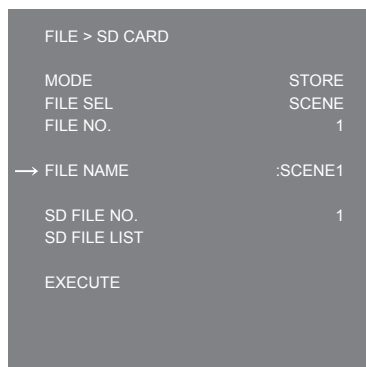 FILE > SD CARD
MODE STORE
FILE SEL SCENE
FILE NO. 1
→ FILE NAME :SCENE1
SD FILE NO. 1
SD FILE LIST
EXECUTE